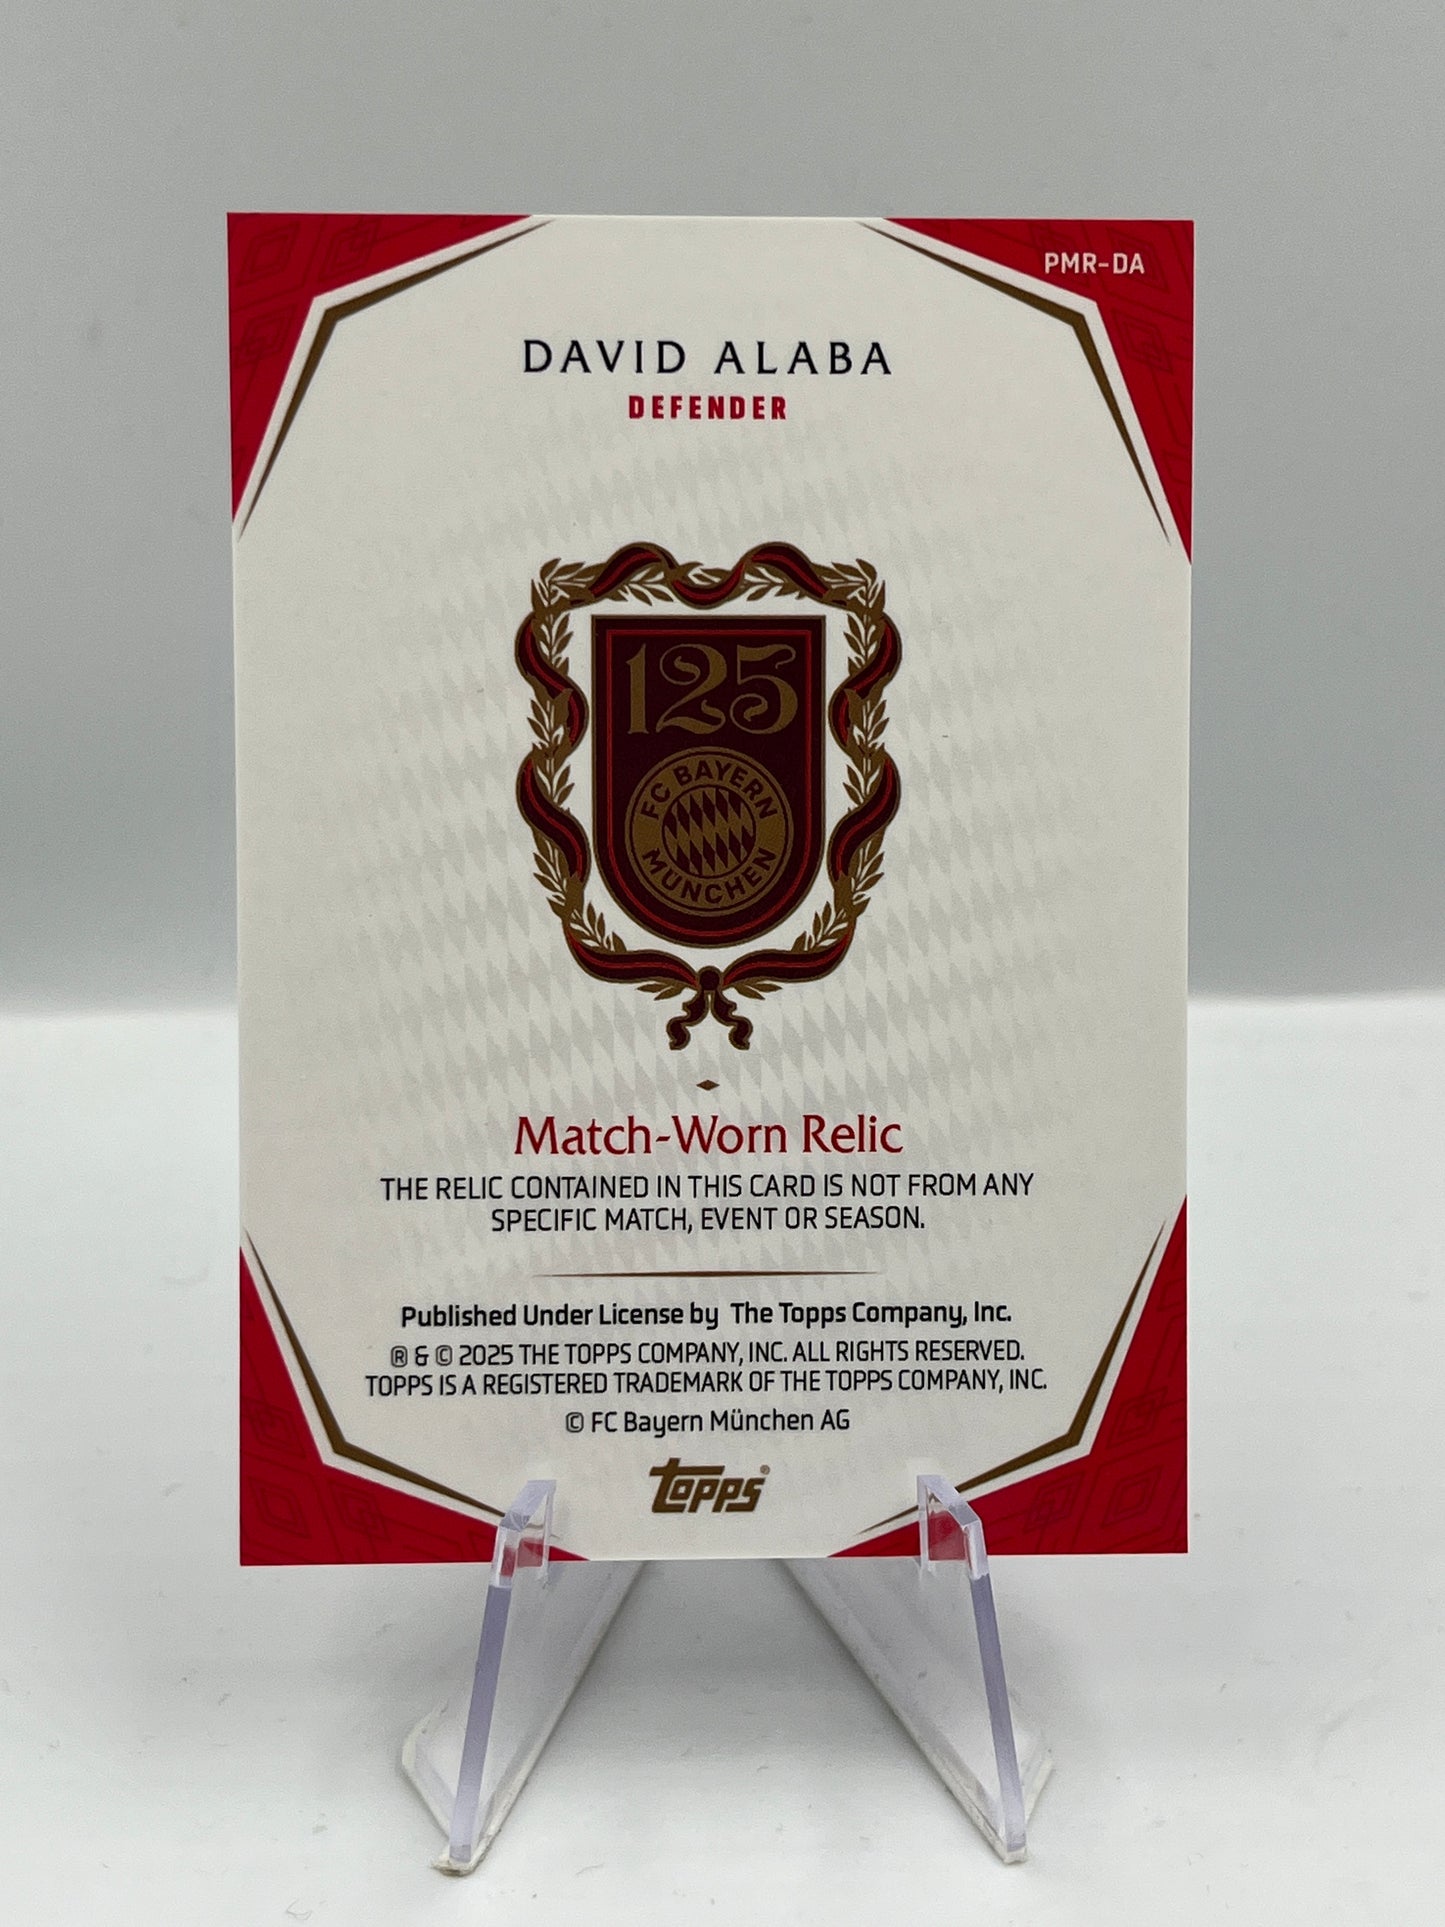 PMR-DA
DAVID ALABA
DEFENDER
125
FC BAYERN
MÜNCHEN
Match-Worn Relic
THE RELIC CONTAINED IN THIS CARD IS NOT FROM ANY
SPECIFIC MATCH, EVENT OR SEASON.
Published Under License by The Topps Company, Inc.
® & © 2025 THE TOPPS COMPANY, INC. ALL RIGHTS RESERVED.
TOPPS IS A REGISTERED TRADEMARK OF THE TOPPS COMPANY, INC.
© FC Bayern München AG
topps®